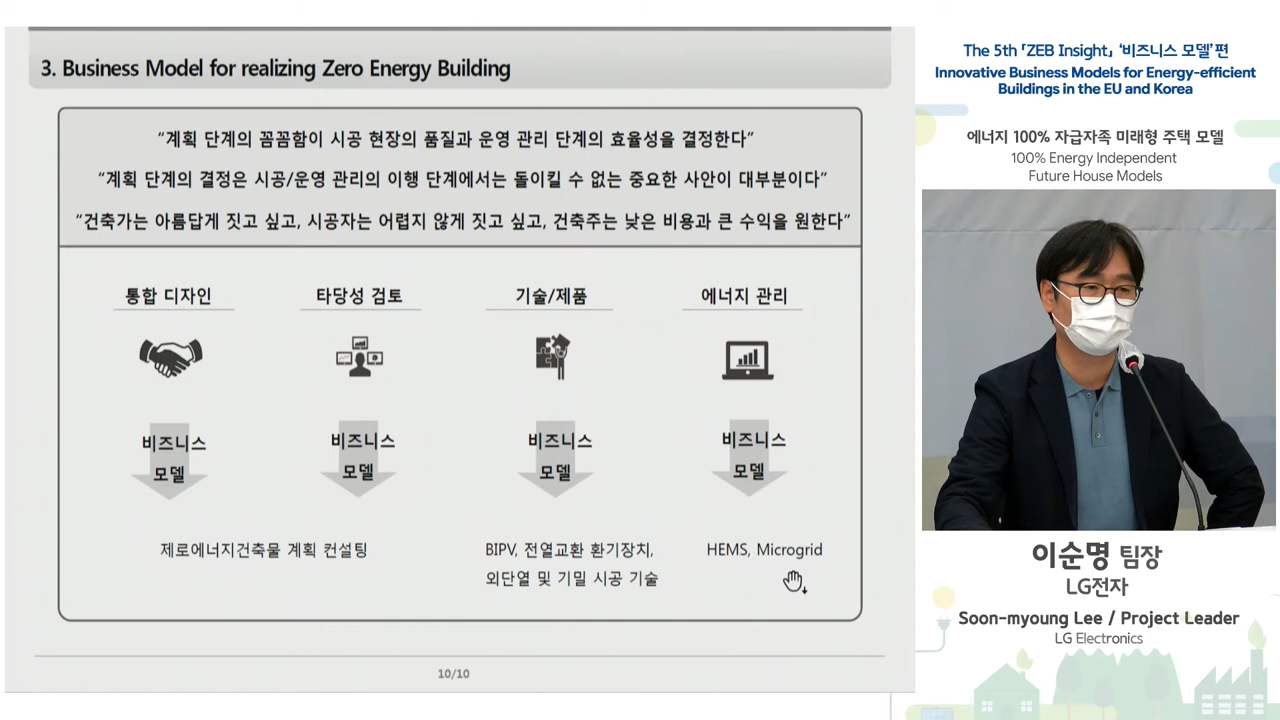 3. Business Model for realizing Zero Energy Building
“계획 단계의 꼼꼼함이 시공 현장의 품질과 운영 관리 단계의 효율성을 결정한다”
“계획 단계의 결정은 시공/운영 관리의 이행 단계에서는 돌이킬 수 없는 중요한 사안이 대부분이다”
“건축가는 아름답게 짓고 싶고, 시공자는 어렵지 않게 짓고 싶고, 건축주는 낮은 비용과 큰 수익을 원한다”
통합 디자인
타당성 검토
기술/제품
에너지 관리
비즈니스
모델
비즈니스
모델
비즈니스
모델
비즈니스
모델
제로에너지건축물 계획 컨설팅
BIPV, 전열교환 환기장치,
외단열 및 기밀 시공 기술
HEMS, Microgrid
10/10
The 5th 「ZEB Insight」 ‘비즈니스 모델’ 편
Innovative Business Models for Energy-efficient
Buildings in the EU and Korea
에너지 100% 자급자족 미래형 주택 모델
100% Energy Independent
Future House Models
이순명 팀장
LG전자
Soon-myoung Lee / Project Leader
LG Electronics